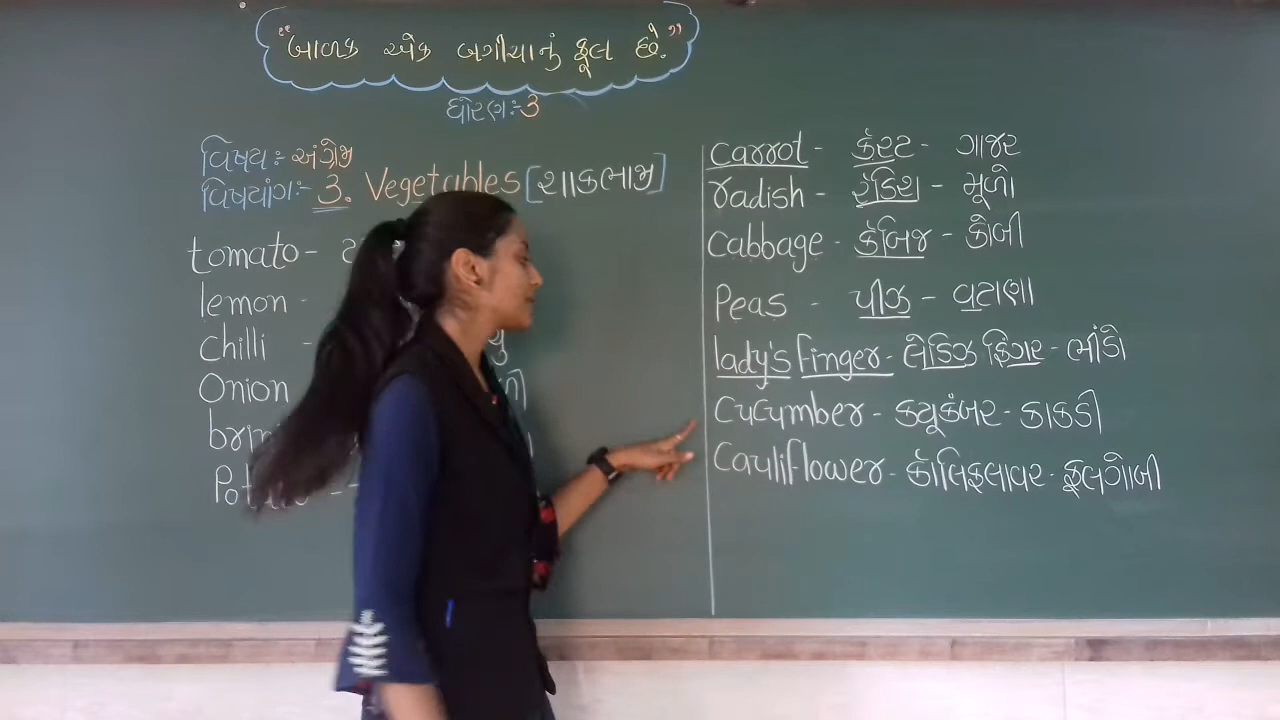 "બાળક એક બગીચાનું ફૂલ છે."
ધોરણઃ-3
વિષયઃ- અંગ્રેજી
વિષયાંગઃ- 3. Vegetables [શાકભાજી]
tomato -
lemon -
chilli -
Onion
Carrot - કેરટ - ગાજર
radish - રેડિશ - મૂળો
Cabbage - કેબિજ - કોબી
Peas - પીઝ - વટાણા
lady's finger - લેડિઝ ફિંગર - ભીંડો
Cucumber - ક્યૂકંબર - કાકડી
Cauliflower - કૉલિફલાવર - ફૂલગોબી